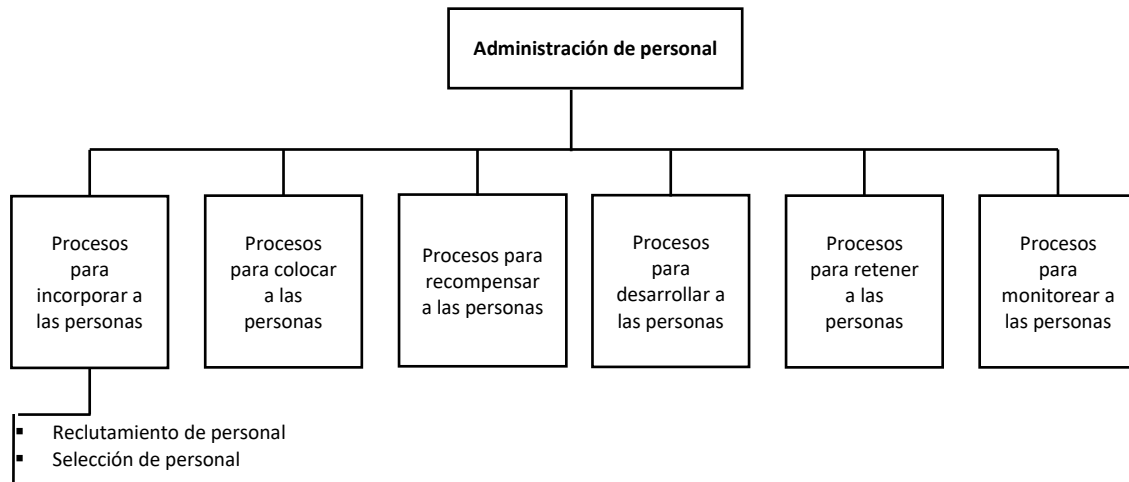 Administración de personal
Procesos
para
incorporar a
las personas
Procesos
para colocar
a las
personas
Procesos para
recompensar
a las personas
Procesos
para
desarrollar a
las personas
Procesos
para retener
a las
personas
Procesos
para
monitorear a
las personas
▪ Reclutamiento de personal
▪ Selección de personal